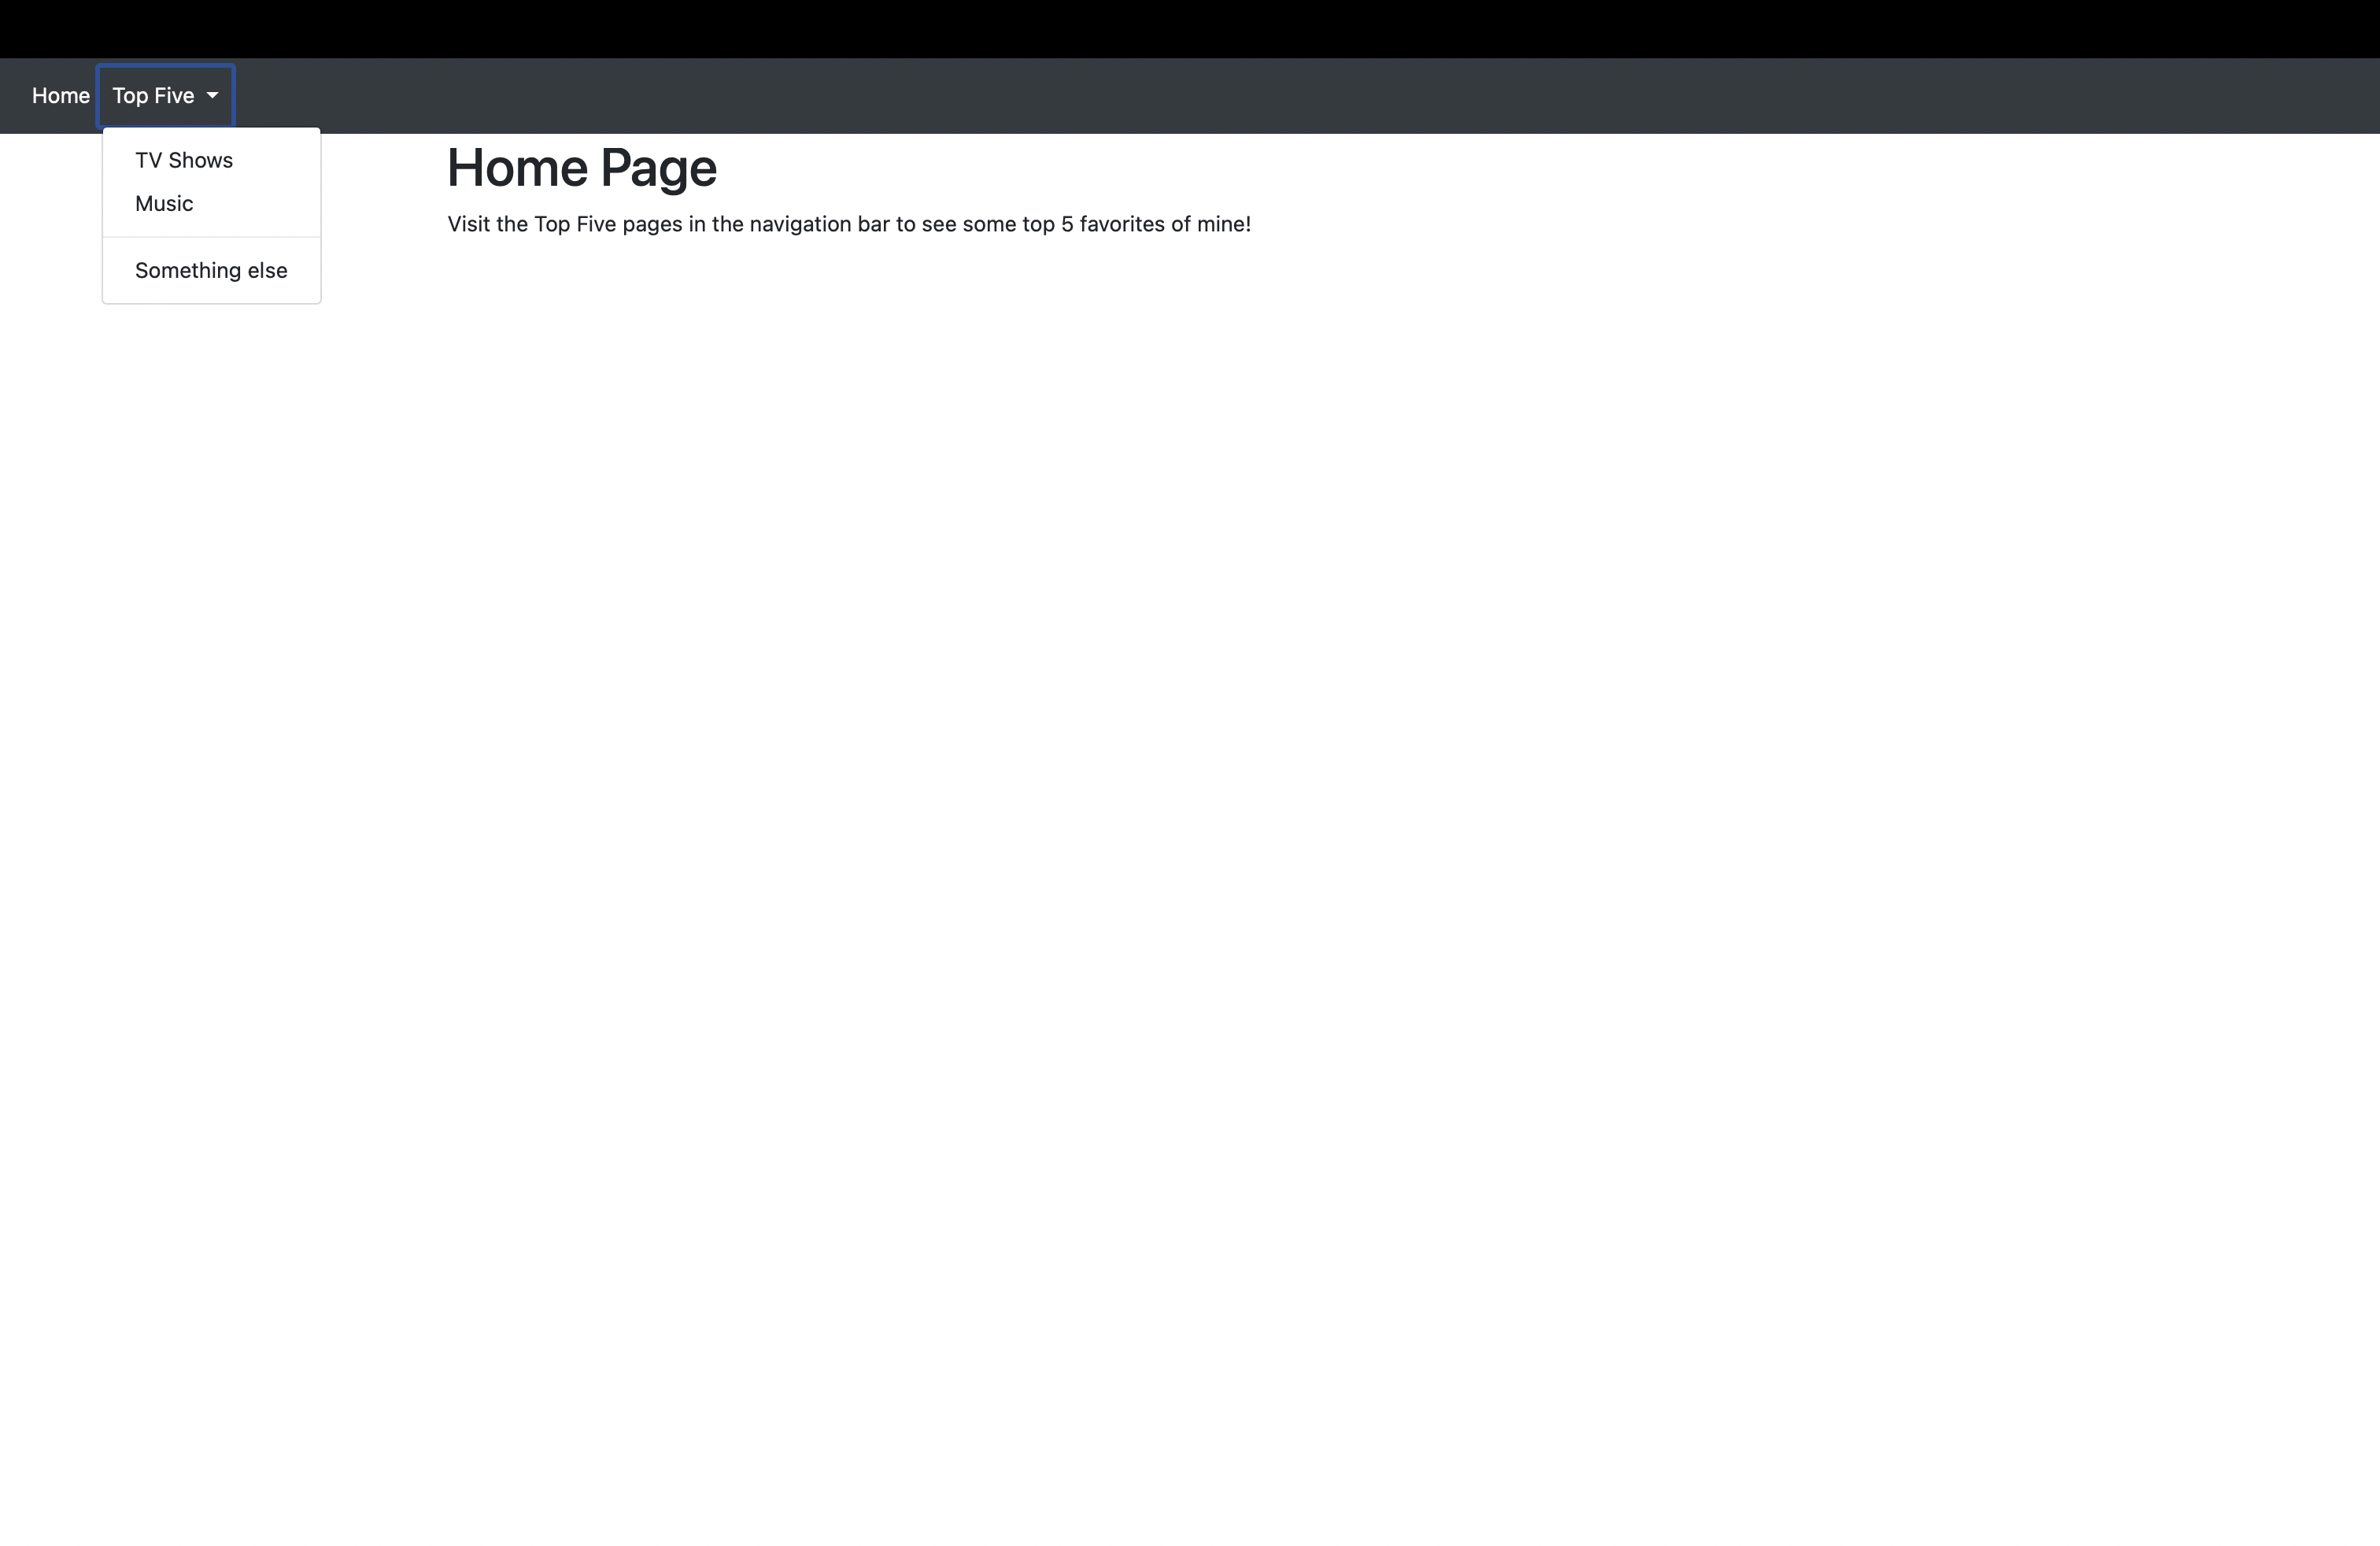 Home Top Five
TV Shows
Music
Something else
Home Page
Visit the Top Five pages in the navigation bar to see some top 5 favorites of mine!